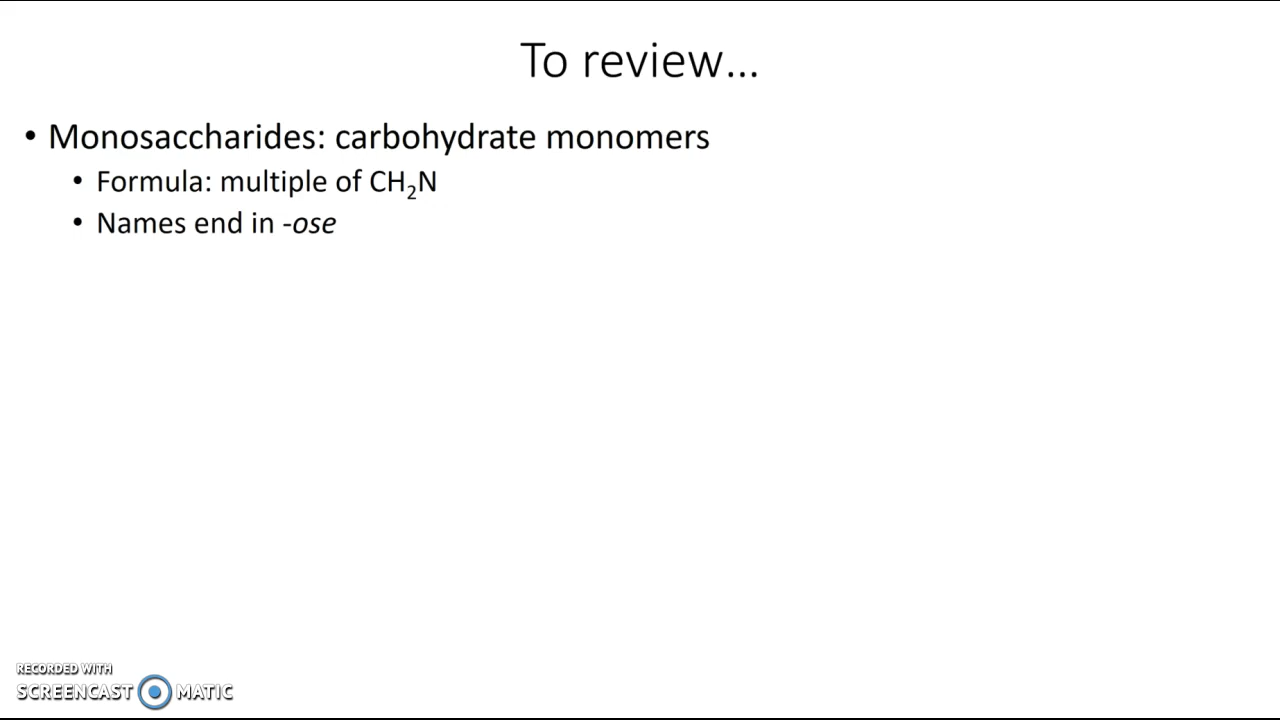 To review...
• Monosaccharides: carbohydrate monomers
• Formula: multiple of CH₂N
• Names end in -ose
RECORDED WITH
SCREENCAST MATIC